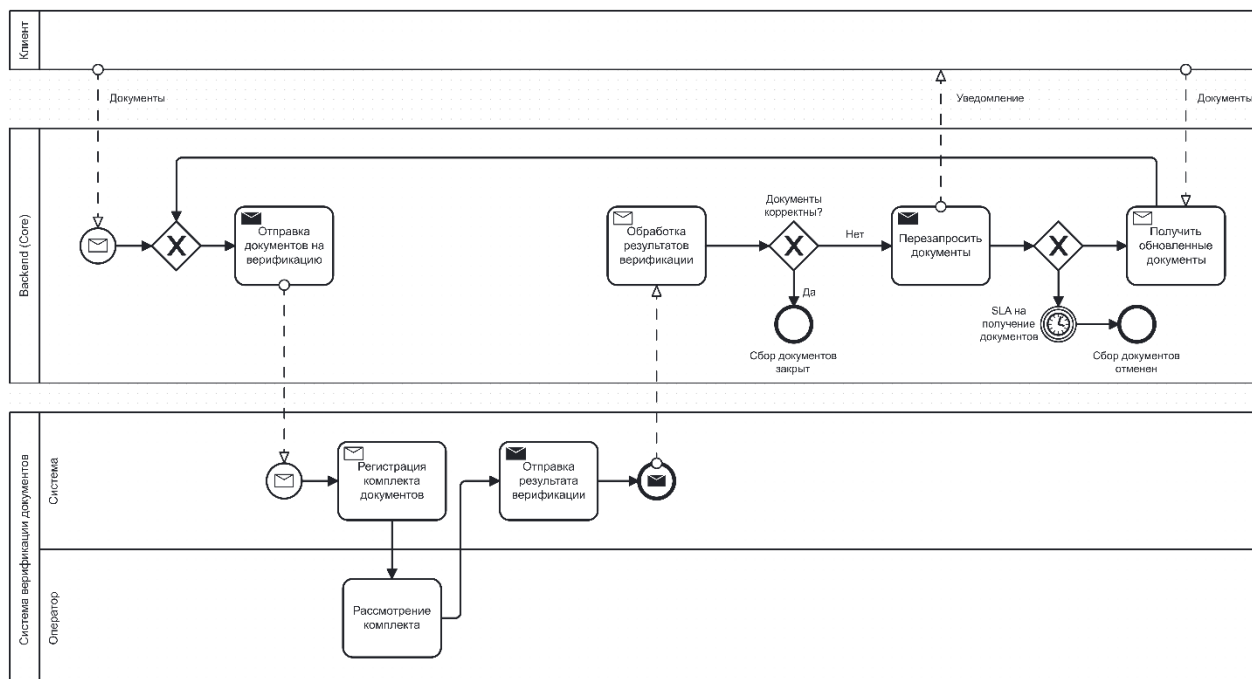 Клиент
Документы
Уведомление
Документы
Backend (Core)
Отправка
документов на
верификацию
Обработка
результатов
верификации
Документы
корректны?
Нет
Да
Сбор документов
закрыт
Перезапросить
документы
SLA на
получение
документов
Сбор документов
отменен
Получить
обновленные
документы
Система верификации документов
Система
Регистрация
комплекта
документов
Отправка
результата
верификации
Оператор
Рассмотрение
комплекта